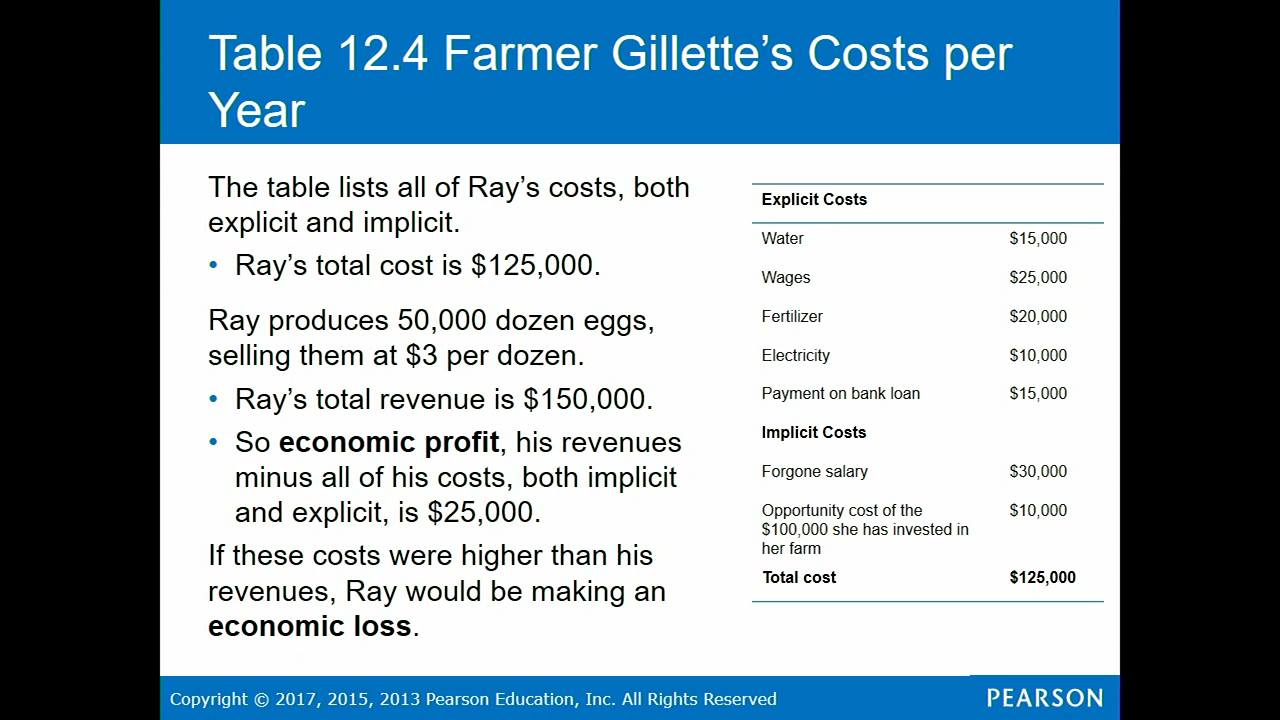 Table 12.4 Farmer Gillette’s Costs per
Year
The table lists all of Ray’s costs, both
explicit and implicit.
• Ray’s total cost is $125,000.
Ray produces 50,000 dozen eggs,
selling them at $3 per dozen.
• Ray’s total revenue is $150,000.
• So economic profit, his revenues
minus all of his costs, both implicit
and explicit, is $25,000.
If these costs were higher than his
revenues, Ray would be making an
economic loss.
Explicit Costs
Water $15,000
Wages $25,000
Fertilizer $20,000
Electricity $10,000
Payment on bank loan $15,000
Implicit Costs
Forgone salary $30,000
Opportunity cost of the $10,000
$100,000 she has invested in
her farm
Total cost $125,000
Copyright © 2017, 2015, 2013 Pearson Education, Inc. All Rights Reserved
PEARSON